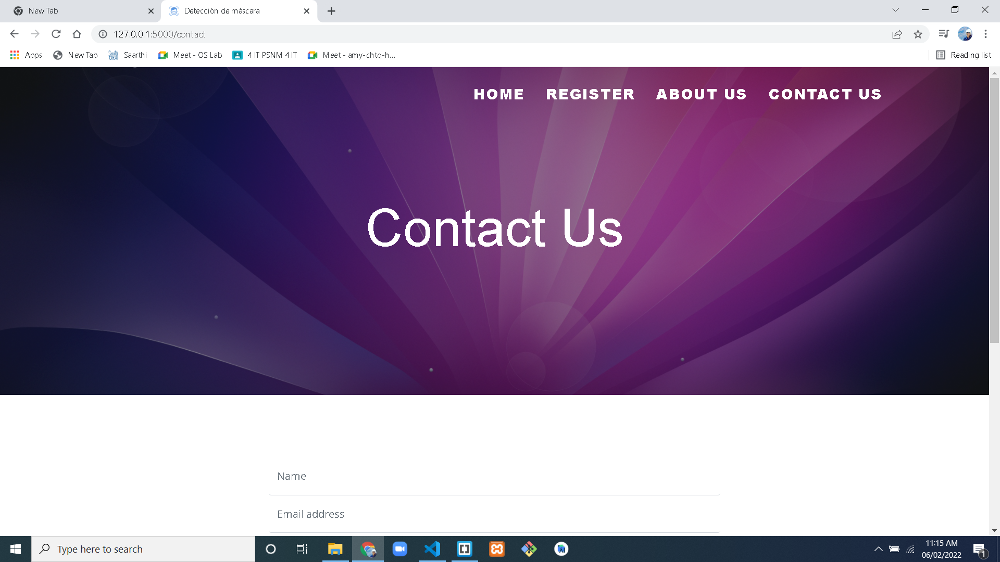 New Tab
Detección de máscara
127.0.0.1:5000/contact
Apps
New Tab
Saarthi
Meet - OS Lab
4 IT PSNM 4 IT
Meet - amy-chtq-h...
Reading list
HOME REGISTER ABOUT US CONTACT US
Contact Us
Name
Email address
Type here to search
11:15 AM
06/02/2022
1